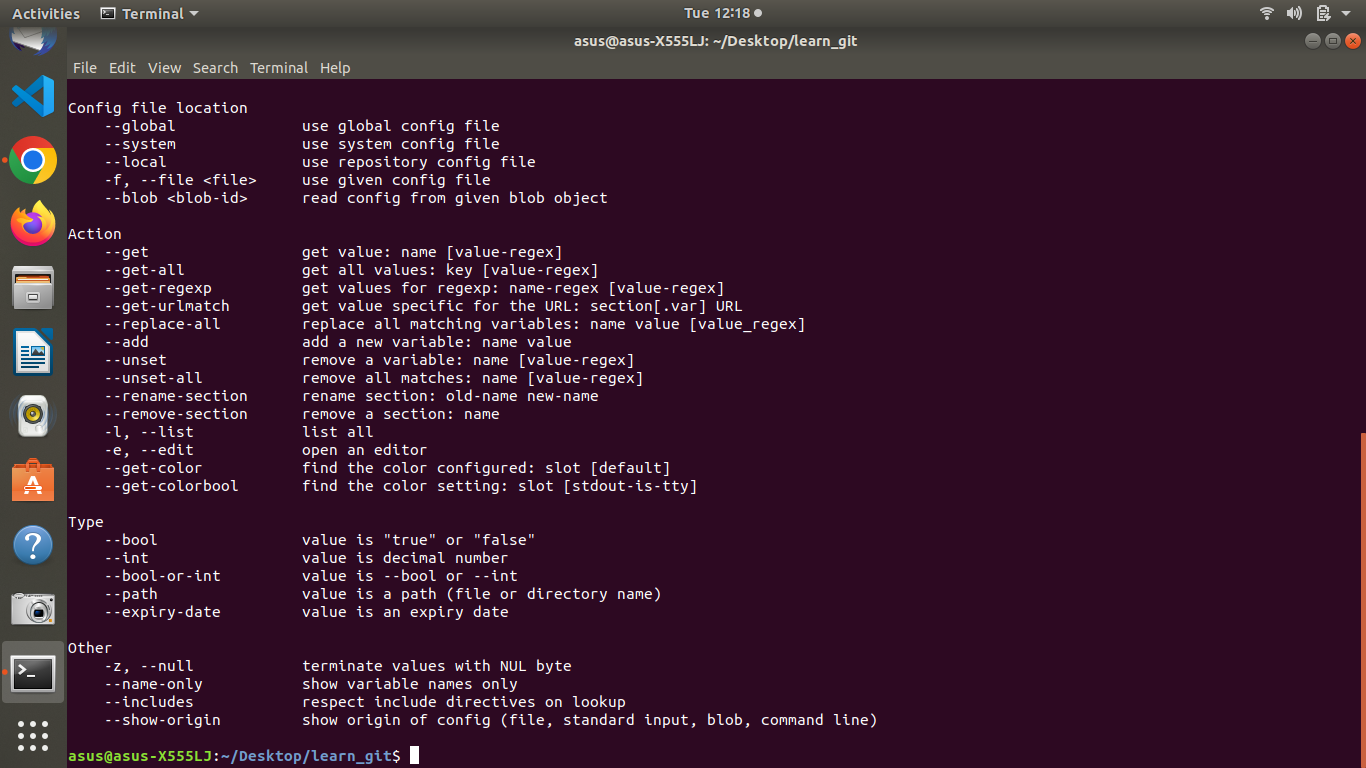 Activities Terminal Tue 12:18
asus@asus-X555LJ: ~/Desktop/learn_git
File Edit View Search Terminal Help
Config file location
    --global              use global config file
    --system              use system config file
    --local               use repository config file
    -f, --file <file>     use given config file
    --blob <blob-id>      read config from given blob object
Action
    --get                 get value: name [value-regex]
    --get-all             get all values: key [value-regex]
    --get-regexp          get values for regexp: name-regex [value-regex]
    --get-urlmatch        get value specific for the URL: section[.var] URL
    --replace-all         replace all matching variables: name value [value_regex]
    --add                 add a new variable: name value
    --unset               remove a variable: name [value-regex]
    --unset-all           remove all matches: name [value-regex]
    --rename-section      rename section: old-name new-name
    --remove-section      remove a section: name
    -l, --list            list all
    -e, --edit            open an editor
    --get-color           find the color configured: slot [default]
    --get-colorbool       find the color setting: slot [stdout-is-tty]
Type
    --bool                value is "true" or "false"
    --int                 value is decimal number
    --bool-or-int         value is --bool or --int
    --path                value is a path (file or directory name)
    --expiry-date         value is an expiry date
Other
    -z, --null            terminate values with NUL byte
    --name-only           show variable names only
    --includes            respect include directives on lookup
    --show-origin         show origin of config (file, standard input, blob, command line)
asus@asus-X555LJ:~/Desktop/learn_git$